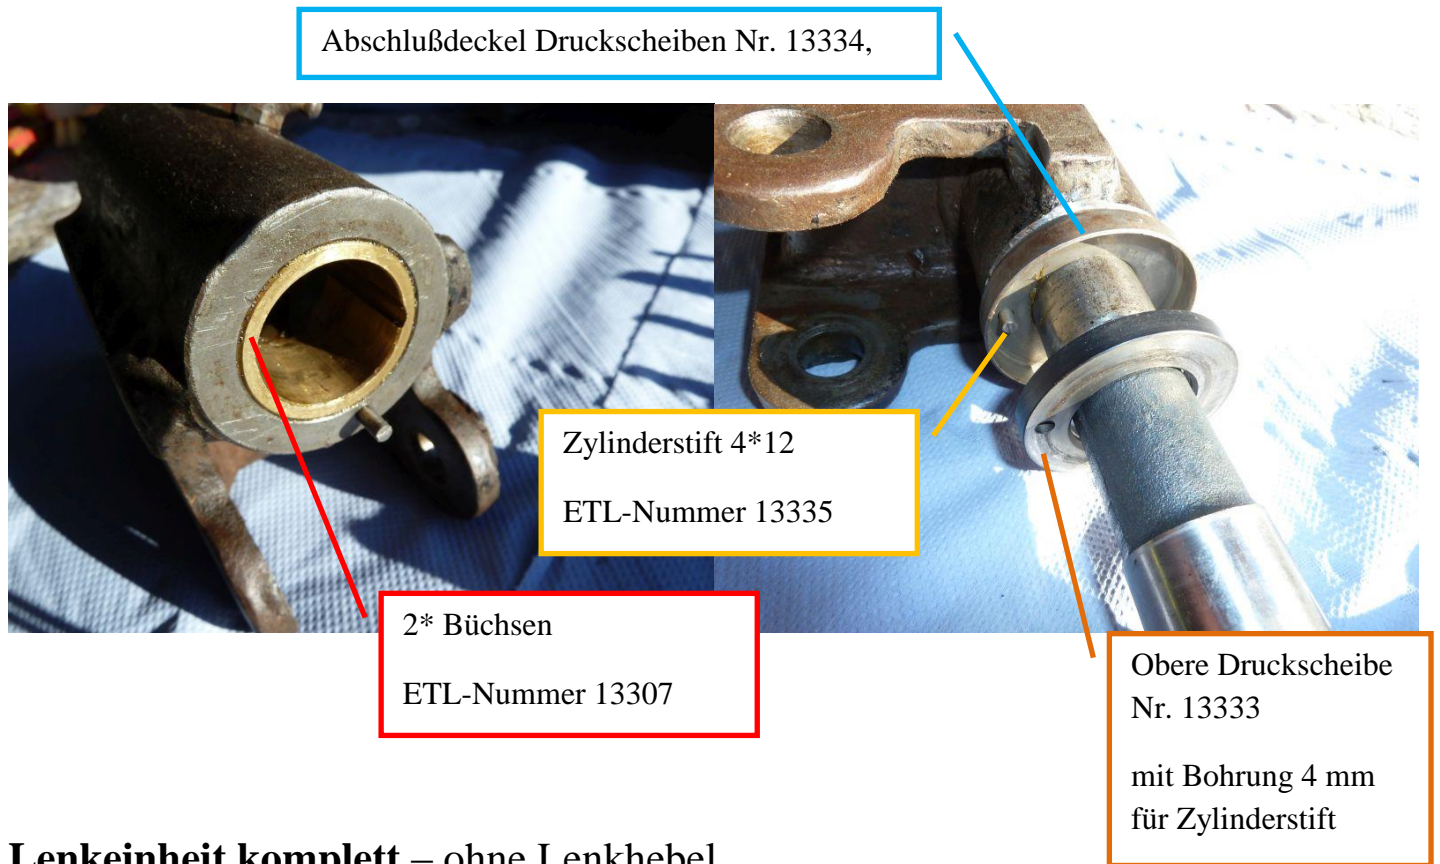 Abschlußdeckel Druckscheiben Nr. 13334,
Zylinderstift 4*12
ETL-Nummer 13335
2* Büchsen
ETL-Nummer 13307
Obere Druckscheibe
Nr. 13333
mit Bohrung 4 mm
für Zylinderstift
Lenkeinheit komplett – ohne Lenkhebel